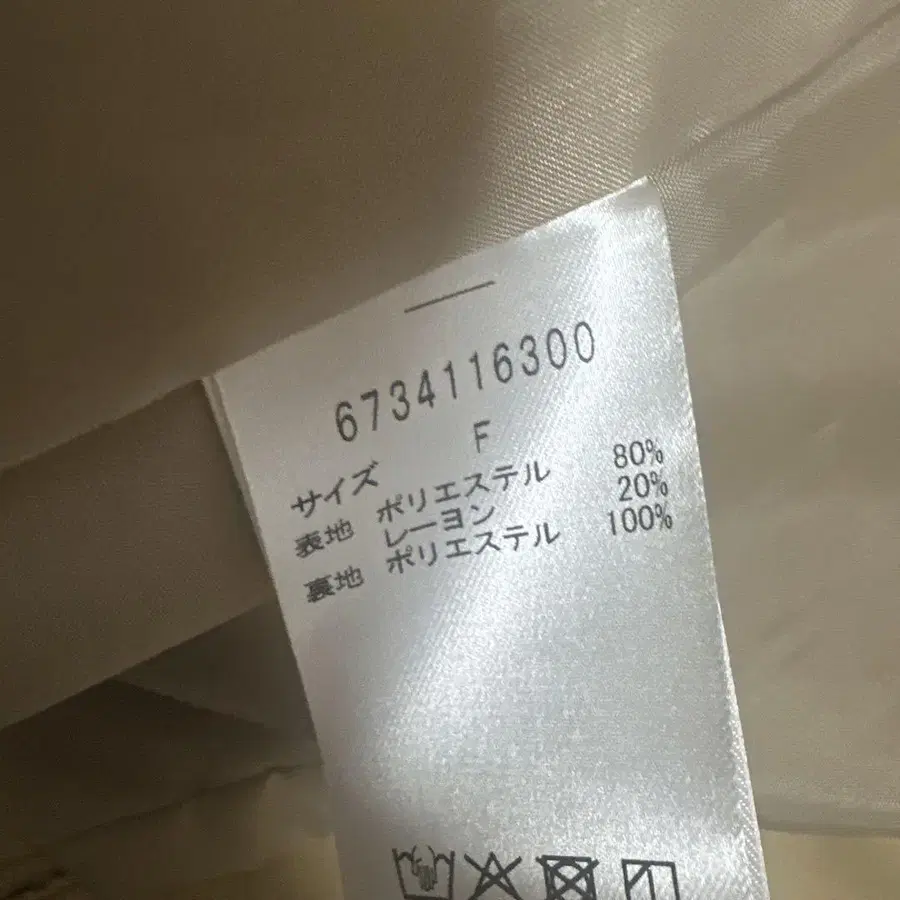 6734116300
サイズ F
表地 ポリエステル 80%
レーヨン 20%
裏地 ポリエステル 100%